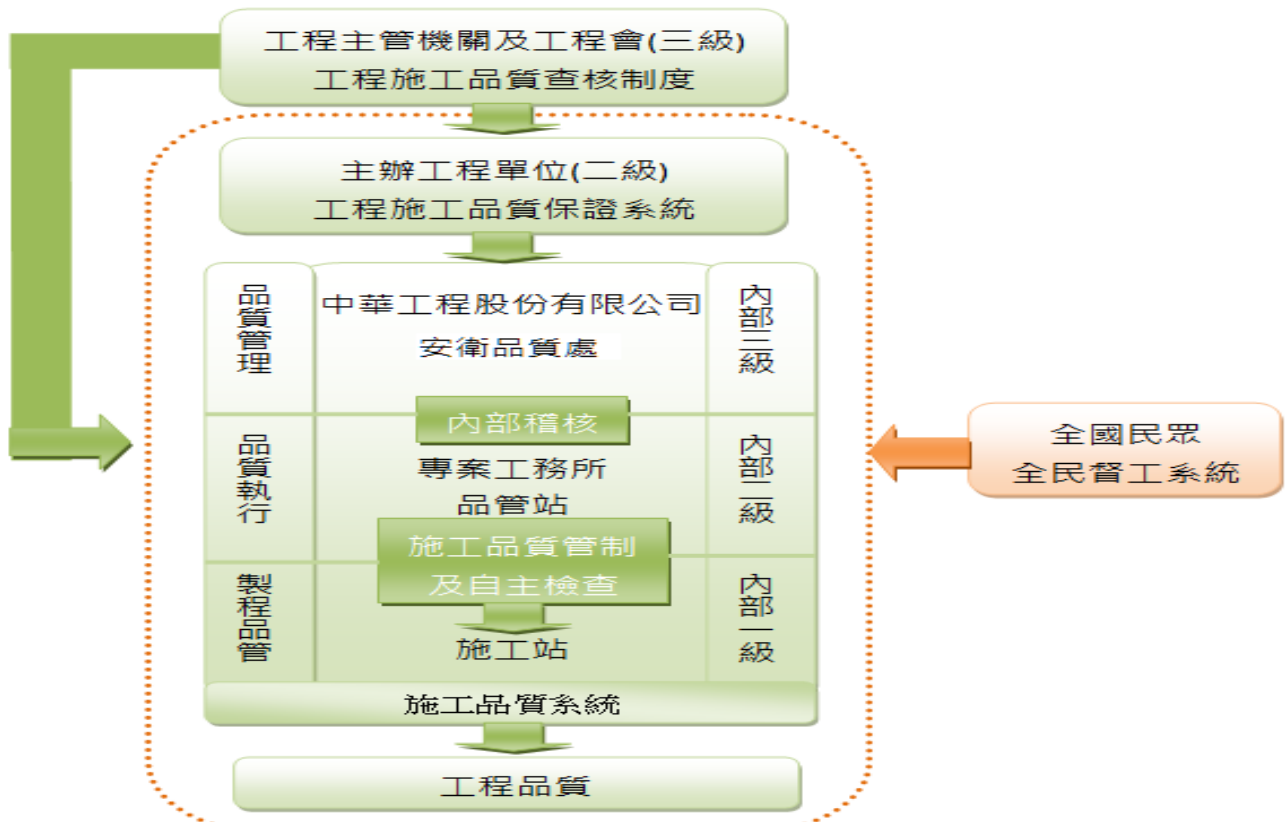 工程主管機關及工程會(三級)
工程施工品質查核制度
主辦工程單位(二級)
工程施工品質保證系統
品質管理
中華工程股份有限公司
安衛品質處
內部三級
內部稽核
品質執行
專案工務所
品管站
內部二級
施工品質管制
及自主檢查
製程品管
施工站
內部一級
施工品質系統
工程品質
全國民眾
全民督工系統